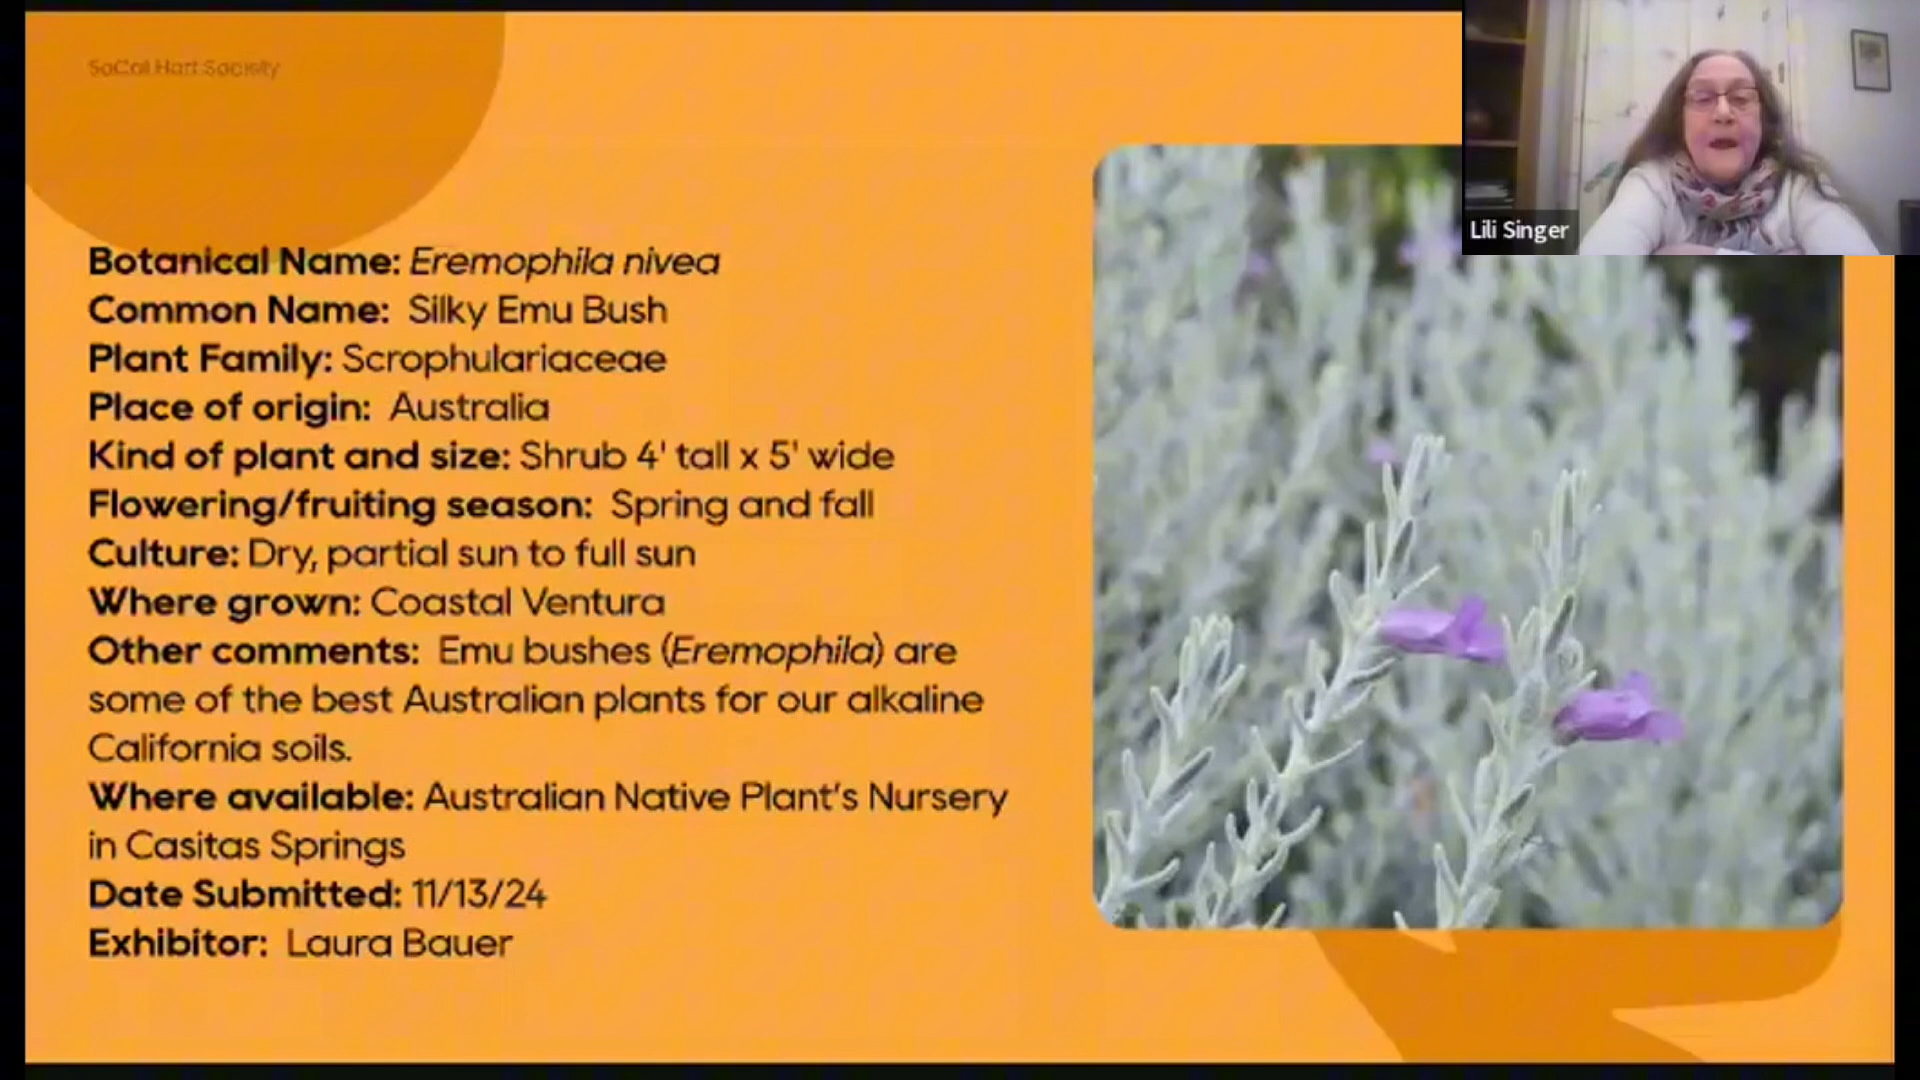 SoCal Hort Society
Botanical Name: Eremophila nivea
Common Name: Silky Emu Bush
Plant Family: Scrophulariaceae
Place of origin: Australia
Kind of plant and size: Shrub 4' tall x 5' wide
Flowering/fruiting season: Spring and fall
Culture: Dry, partial sun to full sun
Where grown: Coastal Ventura
Other comments: Emu bushes (Eremophila) are
some of the best Australian plants for our alkaline
California soils.
Where available: Australian Native Plant's Nursery
in Casitas Springs
Date Submitted: 11/13/24
Exhibitor: Laura Bauer
Lili Singer